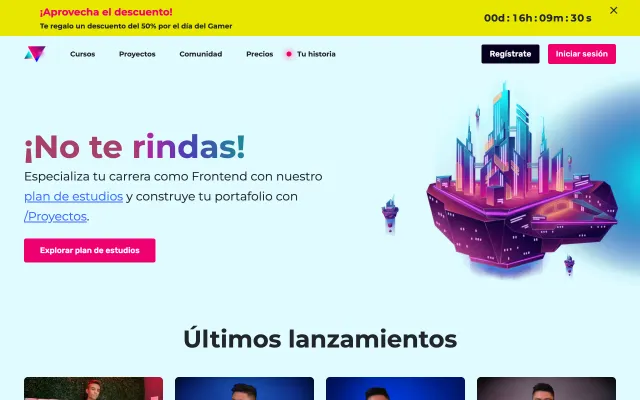 ¡Aprovecha el descuento!
Te regalo un descuento del 50% por el día del Gamer
00d : 16h : 09m : 30s
Cursos
Proyectos
Comunidad
Precios
Tu historia
Regístrate
Iniciar sesión
¡No te rindas!
Especializa tu carrera como Frontend con nuestro
plan de estudios y construye tu portafolio con
/Proyectos.
Explorar plan de estudios
Últimos lanzamientos